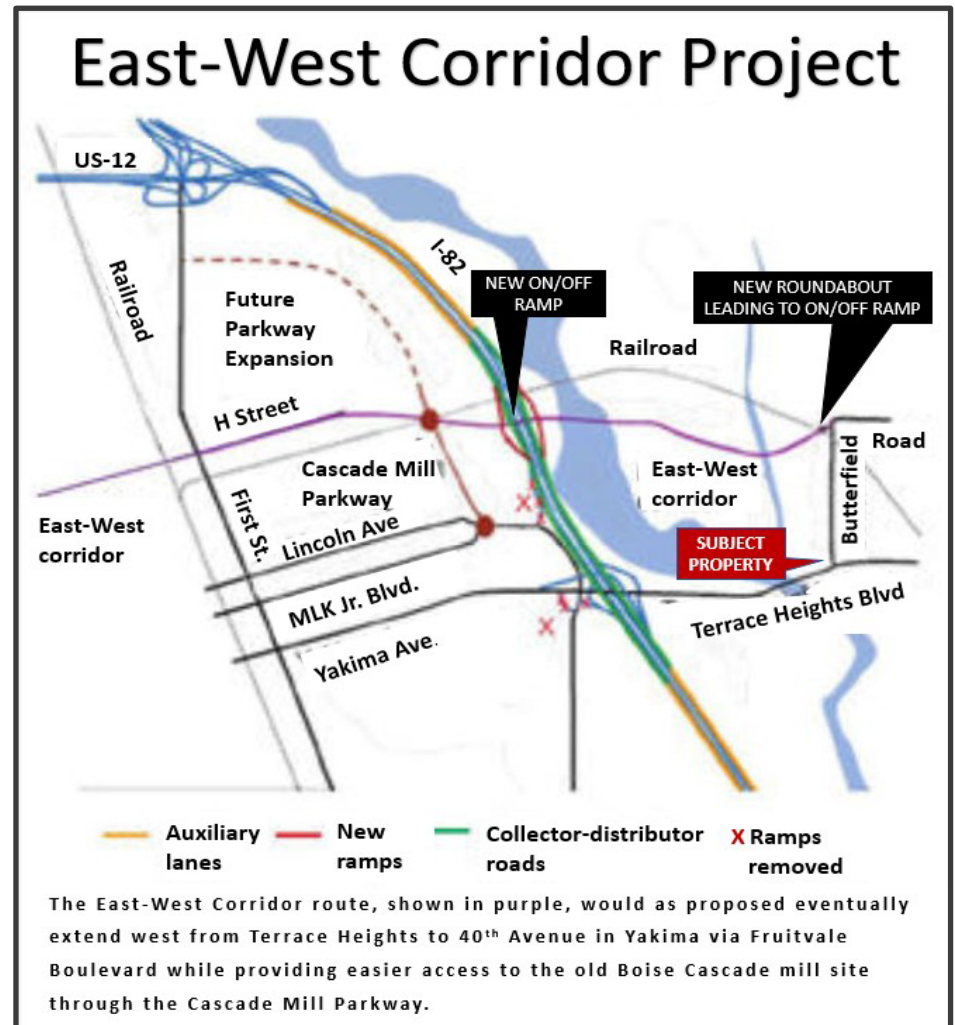 East-West Corridor Project
US-12
I-82
Railroad
NEW ON/OFF
RAMP
NEW ROUNDABOUT
LEADING TO ON/OFF RAMP
Future
Parkway
Expansion
Railroad
H Street
Road
Butterfield
Cascade Mill
Parkway
East-West
corridor
East-West
corridor
First St.
Lincoln Ave
SUBJECT
PROPERTY
MLK Jr. Blvd.
Terrace Heights Blvd
Yakima Ave.
Auxiliary
lanes
New
ramps
Collector-distributor
roads
X Ramps
removed
The East-West Corridor route, shown in purple, would as proposed eventually
extend west from Terrace Heights to 40th Avenue in Yakima via Fruitvale
Boulevard while providing easier access to the old Boise Cascade mill site
through the Cascade Mill Parkway.